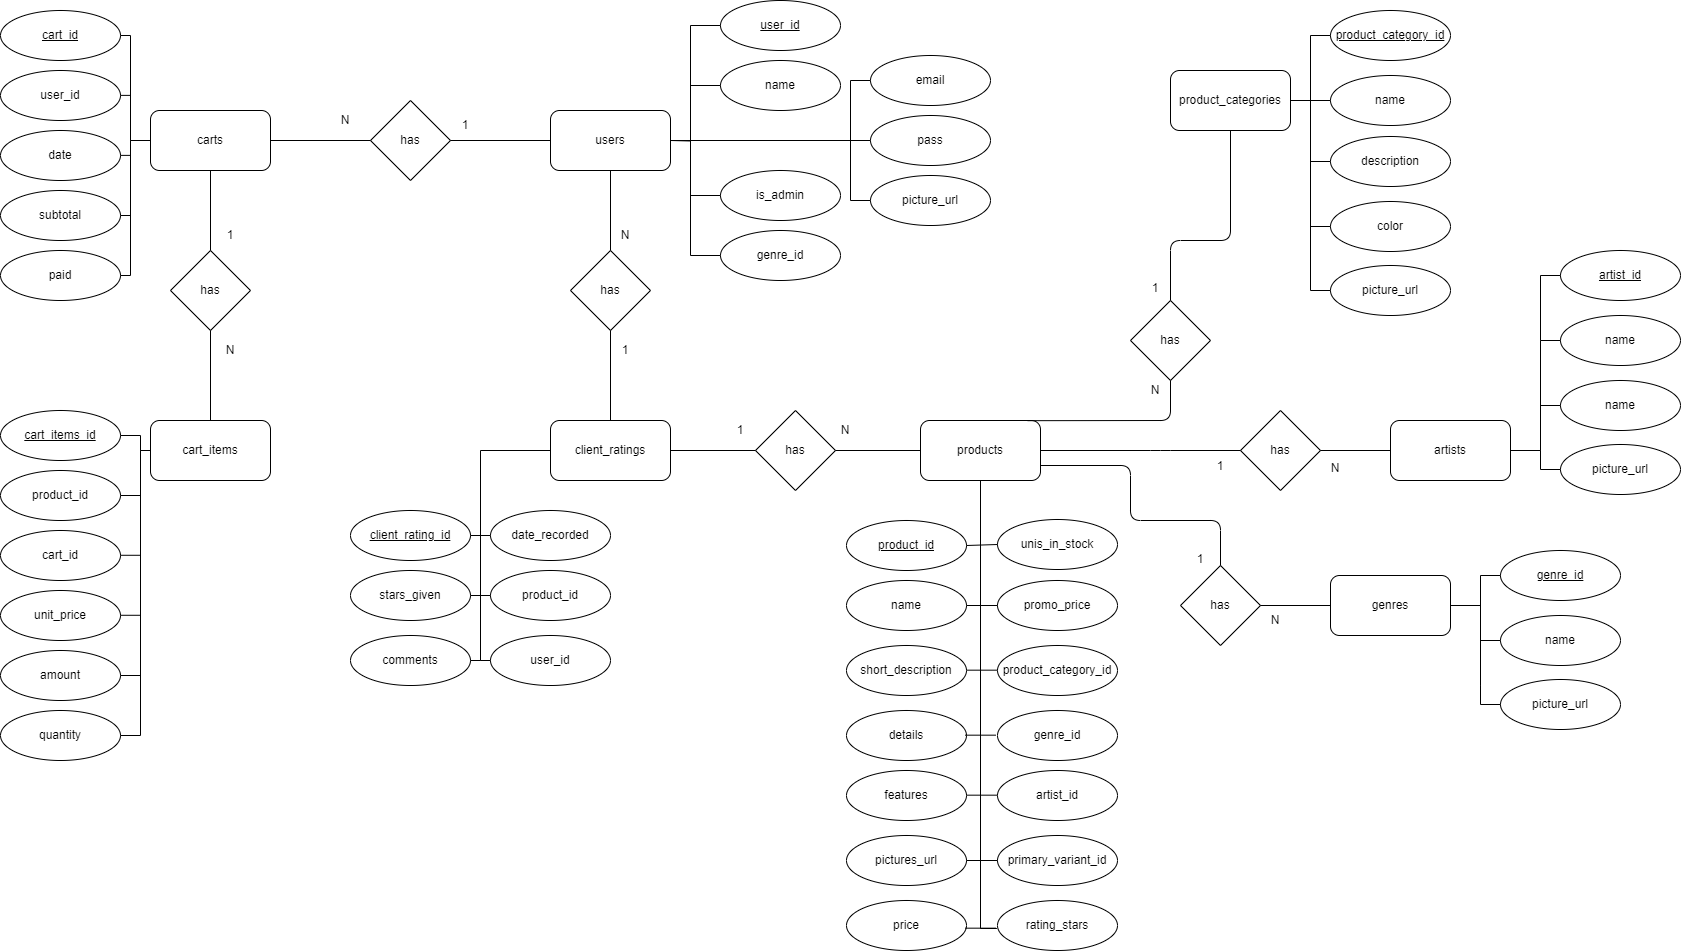 cart_id
user_id
date
subtotal
paid
carts
N
has
1
users
user_id
name
is_admin
genre_id
email
pass
picture_url
product_categories
product_category_id
name
description
color
picture_url
1
has
N
N
has
1
1
has
N
artist_id
name
name
picture_url
cart_items_id
product_id
cart_id
unit_price
amount
quantity
cart_items
client_ratings
1
has
N
products
has
1
N
artists
client_rating_id
date_recorded
stars_given
product_id
comments
user_id
product_id
unis_in_stock
name
promo_price
short_description
product_category_id
details
genre_id
features
artist_id
pictures_url
primary_variant_id
price
rating_stars
1
has
N
genres
genre_id
name
picture_url